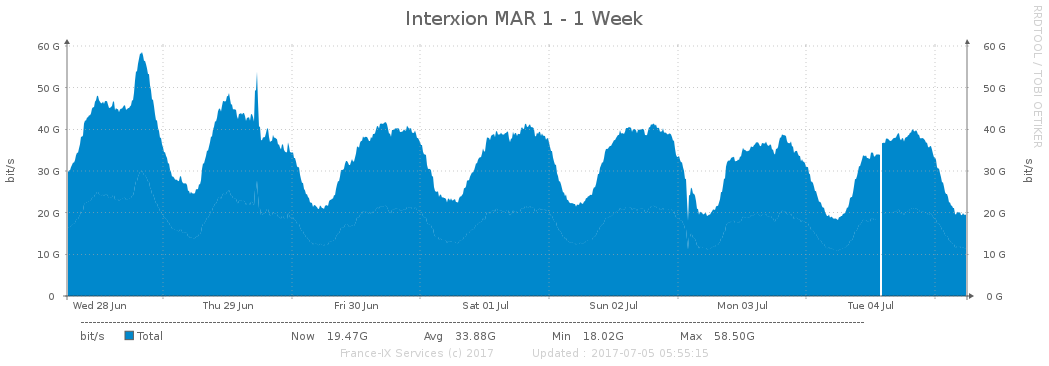 Interxion MAR 1 - 1 Week
RRDTOOL / TOBI OETIKER
60 G 60 G
50 G 50 G
40 G 40 G
30 G 30 G
20 G 20 G
10 G 10 G
0 0 G
bit/s
bit/s
Wed 28 Jun Thu 29 Jun Fri 30 Jun Sat 01 Jul Sun 02 Jul Mon 03 Jul Tue 04 Jul
bit/s Total Now 19.47G Avg 33.88G Min 18.02G Max 58.50G
France-IX Services (c) 2017 Updated : 2017-07-05 05:55:15